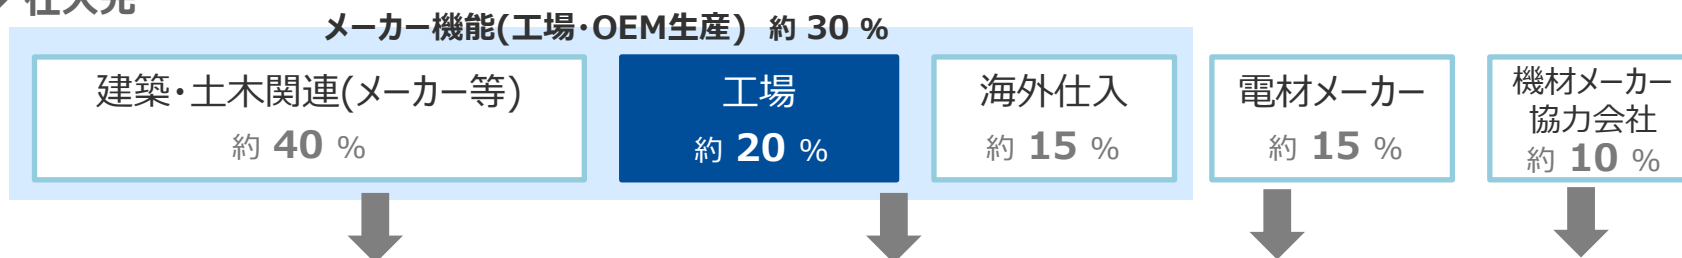 仕入先
メーカー機能(工場・OEM生産) 約 30 %
建築・土木関連(メーカー等)
約 40 %
工場
約 20 %
海外仕入
約 15 %
電材メーカー
約 15 %
機材メーカー
協力会社
約 10 %